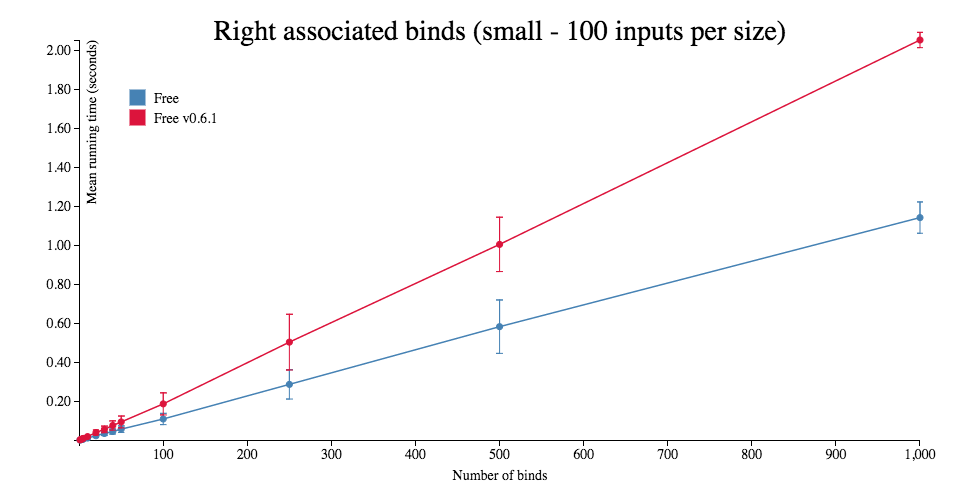 Right associated binds (small - 100 inputs per size)
Mean running time (seconds)
2.00
1.80
1.60
1.40
1.20
1.00
0.80
0.60
0.40
0.20
Free
Free v0.6.1
100 200 300 400 500 600 700 800 900 1,000
Number of binds